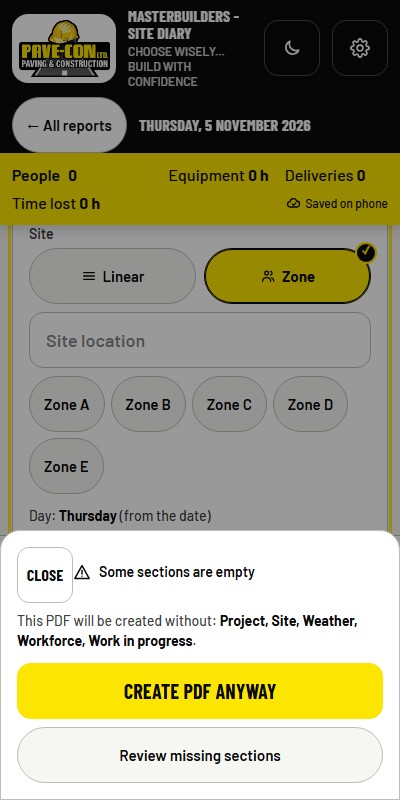 PAVE-CON LTD.
PAVING & CONSTRUCTION
MASTERBUILDERS -
SITE DIARY
CHOOSE WISELY...
BUILD WITH
CONFIDENCE
← All reports
THURSDAY, 5 NOVEMBER 2026
People 0
Equipment 0 h
Deliveries 0
Time lost 0 h
Saved on phone
Site
Linear
Zone
Site location
Zone A
Zone B
Zone C
Zone D
Zone E
Day: Thursday (from the date)
CLOSE
Some sections are empty
This PDF will be created without: Project, Site, Weather,
Workforce, Work in progress.
CREATE PDF ANYWAY
Review missing sections